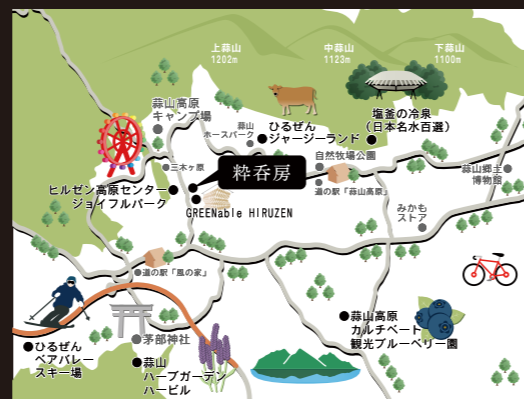 上蒜山
1202m
中蒜山
1123m
下蒜山
1100m
蒜山高原
キャンプ場
蒜山
ホースパーク
ひるぜん
ジャージーランド
塩釜の冷泉
（日本名水百選）
三木ヶ原
自然牧場公園
蒜山郷土
博物館
粋呑房
ヒルゼン高原センター
ジョイフルパーク
道の駅「蒜山高原」
GREENable HIRUZEN
みかも
ストア
道の駅「風の家」
ひるぜん
ベアバレー
スキー場
茅部神社
蒜山
ハーブガーデン
ハービル
蒜山高原
カルチベート
観光ブルーベリー園